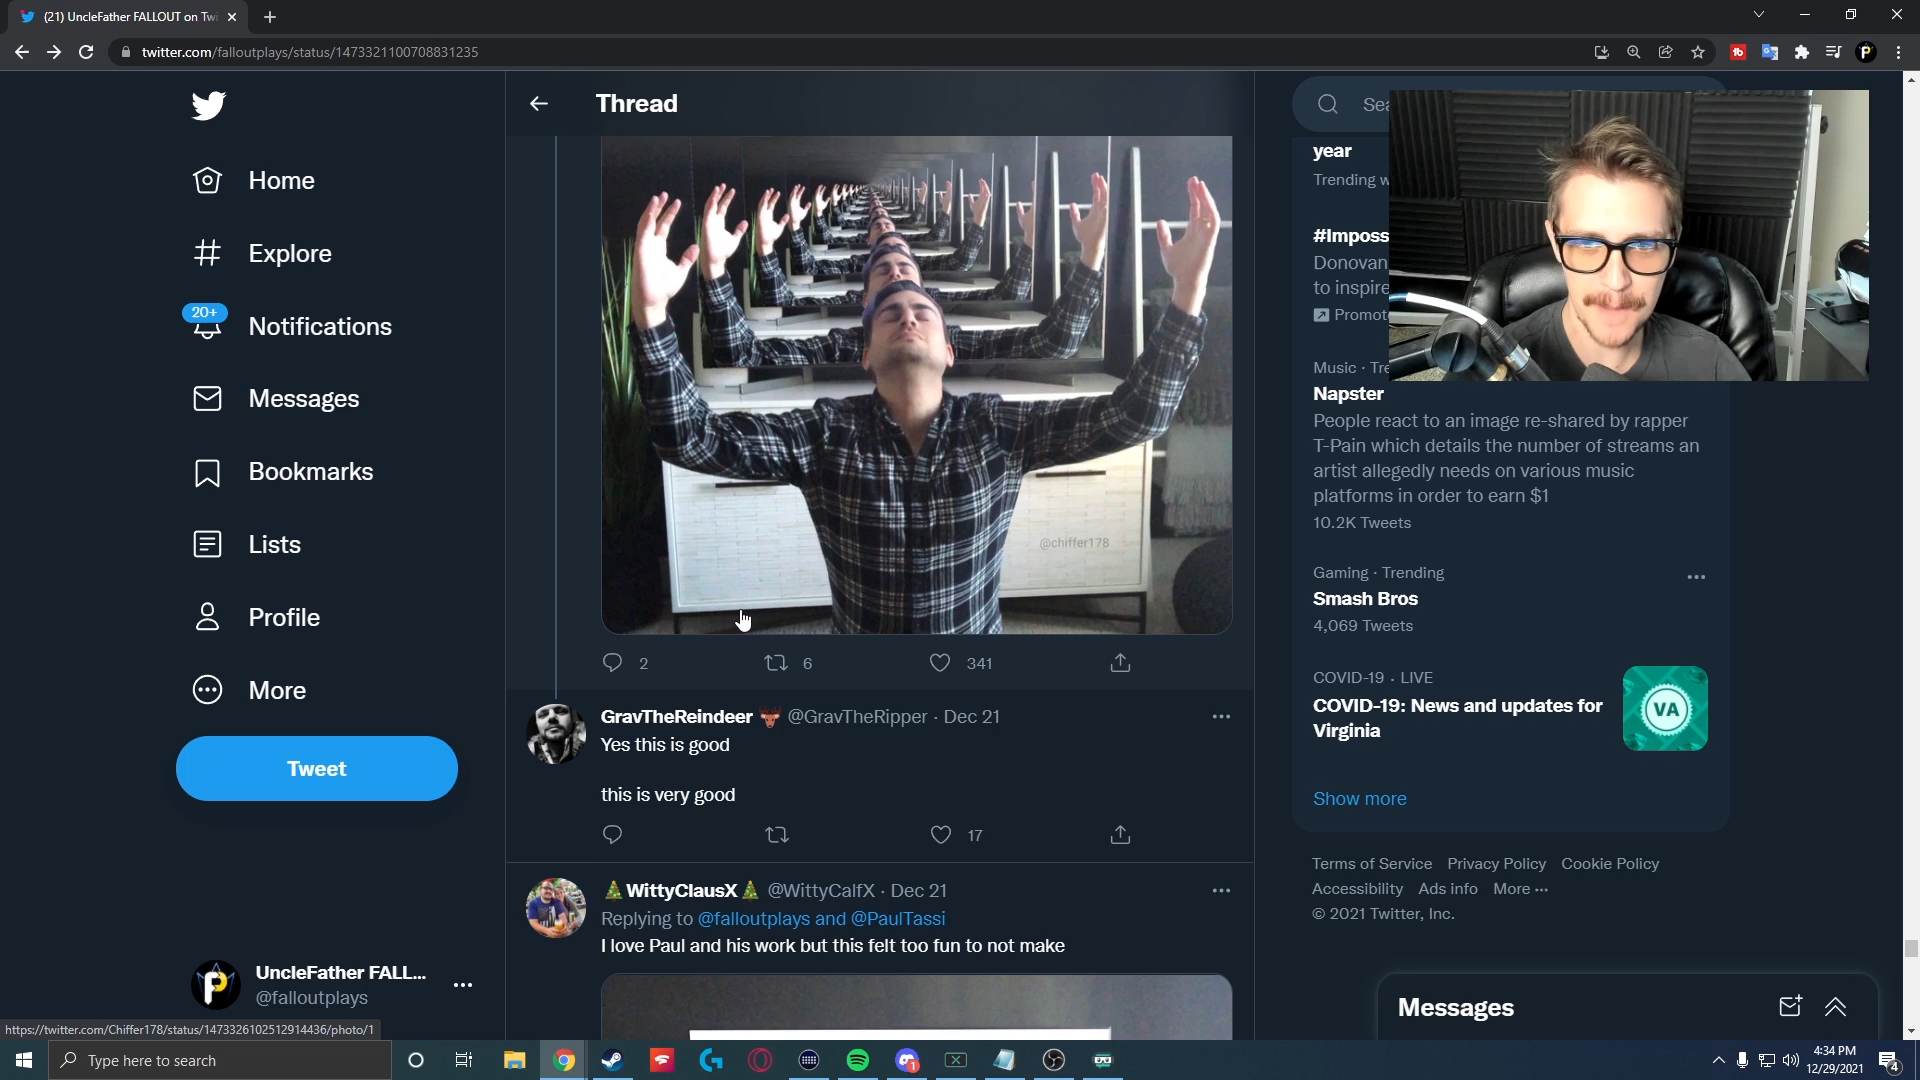 (21) UncleFather FALLOUT on Twi
twitter.com/falloutplays/status/1473321100708831235
Home
Explore
20+
Notifications
Messages
Bookmarks
Lists
Profile
More
Tweet
UncleFather FALL...
@falloutplays
https://twitter.com/Chiffer178/status/1473326102512914436/photo/1
Thread
@chiffer178
2 6 341
GravTheReindeer @GravTheRipper · Dec 21
Yes this is good
this is very good
17
WittyClausX @WittyCalfX · Dec 21
Replying to @falloutplays and @PaulTassi
I love Paul and his work but this felt too fun to not make
Sea
year
Trending w
#Imposs
Donovan
to inspire
Promot
Music · Tre
Napster
People react to an image re-shared by rapper
T-Pain which details the number of streams an
artist allegedly needs on various music
platforms in order to earn $1
10.2K Tweets
Gaming · Trending
Smash Bros
4,069 Tweets
COVID-19 · LIVE
COVID-19: News and updates for
Virginia
VA
Show more
Terms of Service Privacy Policy Cookie Policy
Accessibility Ads info More ···
© 2021 Twitter, Inc.
Messages
Type here to search
1
4:34 PM
12/29/2021
4